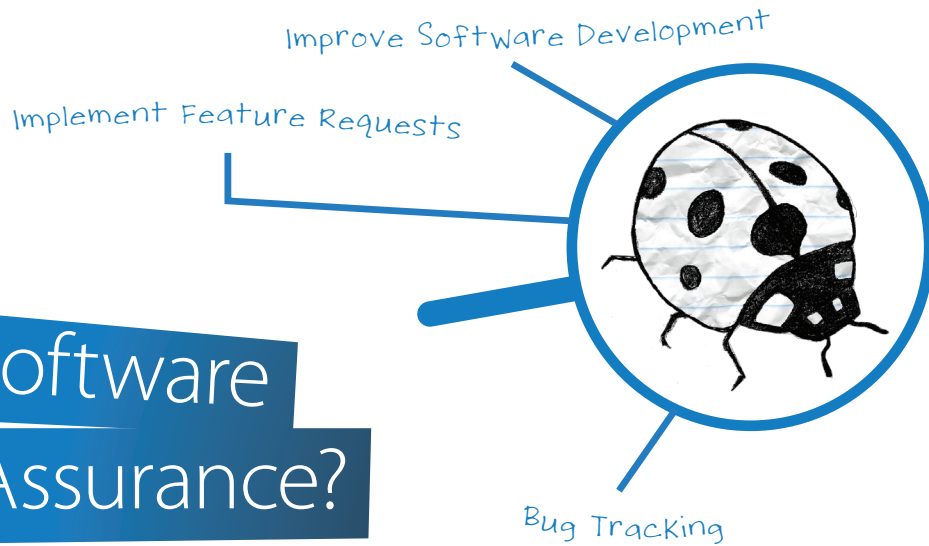 Improve Software Development
Implement Feature Requests
oftware
Assurance?
Bug Tracking